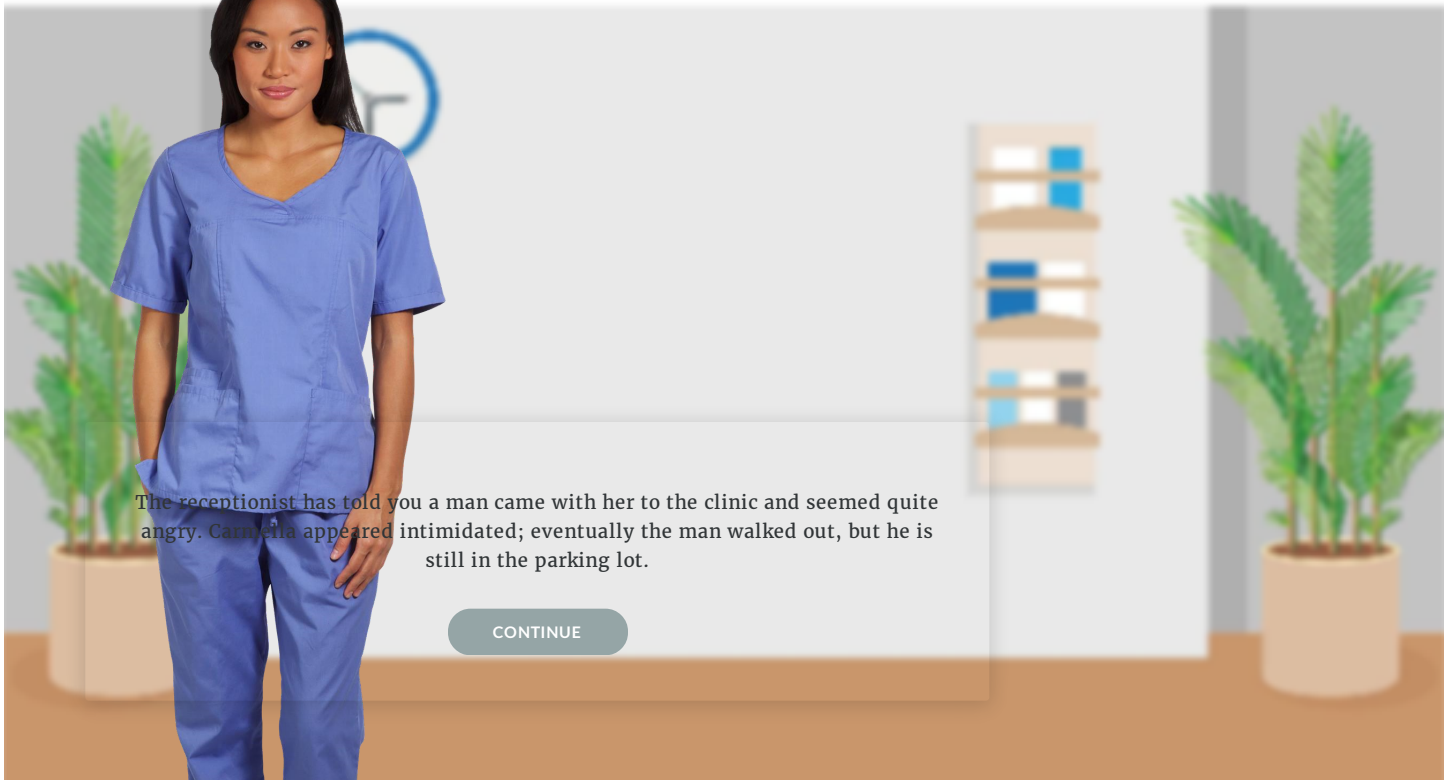 The receptionist has told you a man came with her to the clinic and seemed quite
angry. Carmella appeared intimidated; eventually the man walked out, but he is
still in the parking lot.
CONTINUE